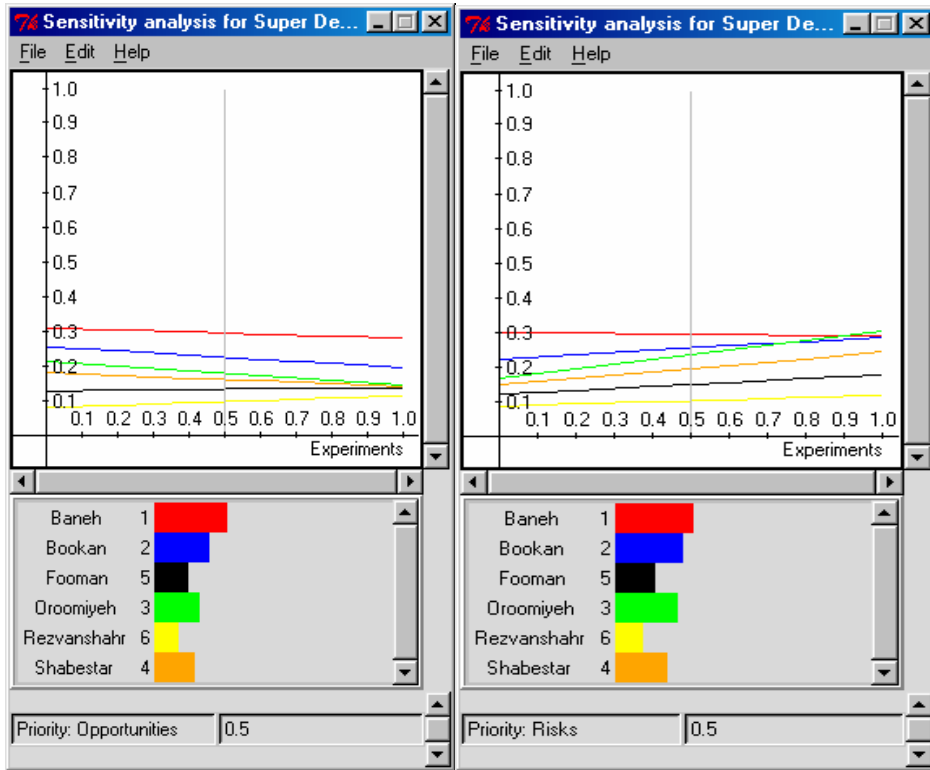 Sensitivity analysis for Super De...
File Edit Help
1.0
0.9
0.8
0.7
0.6
0.5
0.4
0.3
0.2
0.1
0.1 0.2 0.3 0.4 0.5 0.6 0.7 0.8 0.9 1.0
Experiments
Baneh 1
Bookan 2
Fooman 5
Oroomiyeh 3
Rezvanshahr 6
Shabestar 4
Priority: Opportunities 0.5
Sensitivity analysis for Super De...
File Edit Help
1.0
0.9
0.8
0.7
0.6
0.5
0.4
0.3
0.2
0.1
0.1 0.2 0.3 0.4 0.5 0.6 0.7 0.8 0.9 1.0
Experiments
Baneh 1
Bookan 2
Fooman 5
Oroomiyeh 3
Rezvanshahr 6
Shabestar 4
Priority: Risks 0.5